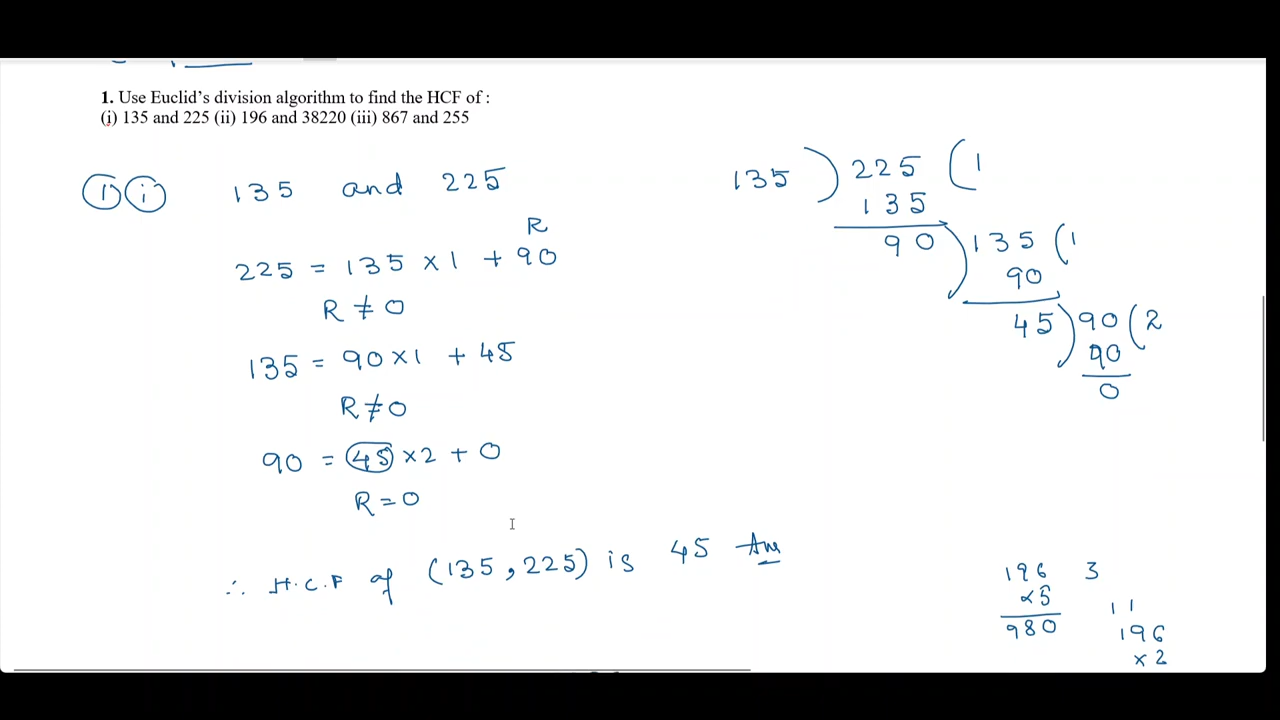 1. Use Euclid's division algorithm to find the HCF of :
(i) 135 and 225 (ii) 196 and 38220 (iii) 867 and 255
1 i 135 and 225
R
225 = 135 × 1 + 90
R ≠ 0
135 = 90 × 1 + 45
R ≠ 0
90 = 45 × 2 + 0
R = 0
∴ H.C.F of (135, 225) is 45 Ans
135 ) 225 ( 1
135
90 ) 135 ( 1
90
45 ) 90 ( 2
90
0
196 3
×5
980
1 1
196
× 2